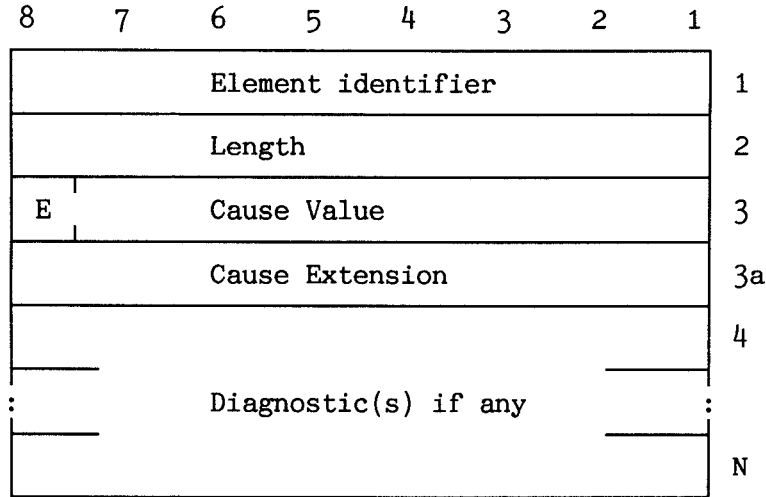 8 7 6 5 4 3 2 1
Element identifier 1
Length 2
E Cause Value 3
Cause Extension 3a
4
: Diagnostic(s) if any :
N